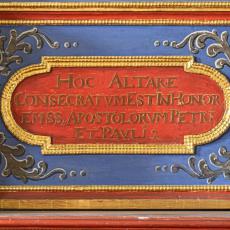 HOC ALTARE
CONSECRATVM EST IN HONOR
EM SS, APOSTOLORVM PETRI
ET PAVLI